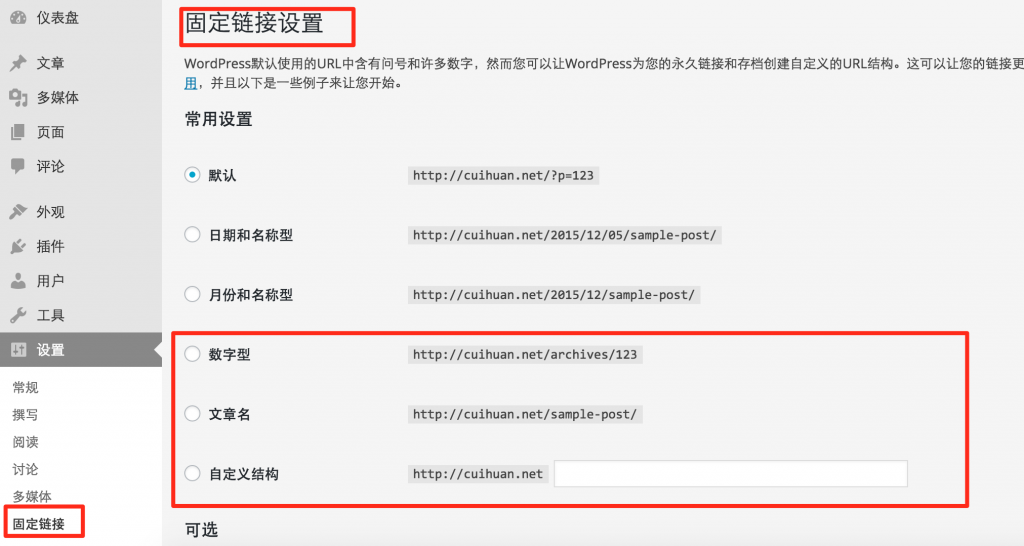 仪表盘
文章
多媒体
页面
评论
外观
插件
用户
工具
设置
常规
撰写
阅读
讨论
多媒体
固定链接
固定链接设置
WordPress默认使用的URL中含有问号和许多数字，然而您可以让WordPress为您的永久链接和存档创建自定义的URL结构。这可以让您的链接更
用，并且以下是一些例子来让您开始。
常用设置
默认 http://cuihuan.net/?p=123
日期和名称型 http://cuihuan.net/2015/12/05/sample-post/
月份和名称型 http://cuihuan.net/2015/12/sample-post/
数字型 http://cuihuan.net/archives/123
文章名 http://cuihuan.net/sample-post/
自定义结构 http://cuihuan.net
可选